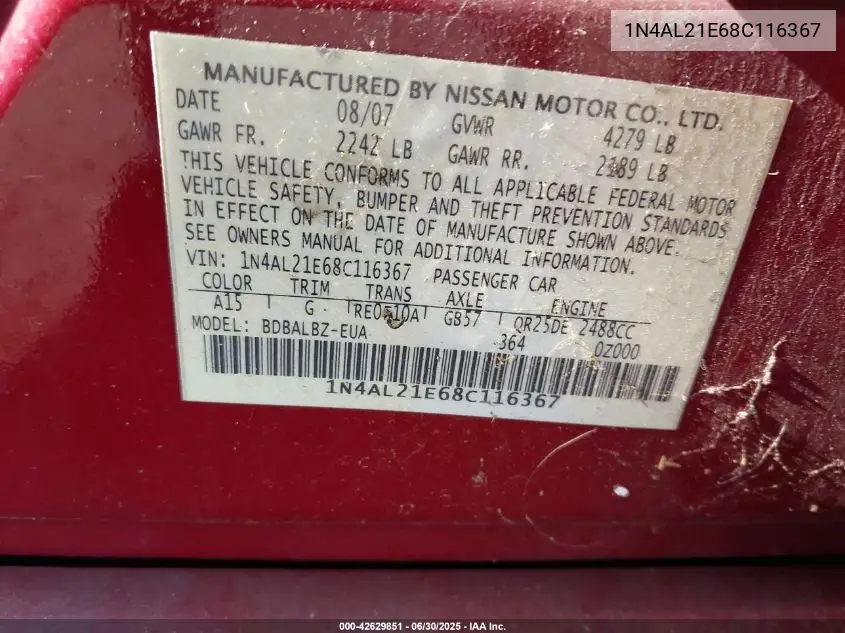 1N4AL21E68C116367
MANUFACTURED BY NISSAN MOTOR CO., LTD.
DATE 08/07 GVWR 4279 LB
GAWR FR. 2242 LB GAWR RR. 2189 LB
THIS VEHICLE CONFORMS TO ALL APPLICABLE FEDERAL MOTOR
VEHICLE SAFETY, BUMPER AND THEFT PREVENTION STANDARDS
IN EFFECT ON THE DATE OF MANUFACTURE SHOWN ABOVE.
SEE OWNERS MANUAL FOR ADDITIONAL INFORMATION.
VIN: 1N4AL21E68C116367 PASSENGER CAR
COLOR TRIM TRANS AXLE ENGINE
A15 G GB57 QR25DE 2488CC
MODEL: BDBALBZ-EUA 364 0Z000
1N4AL21E68C116367
000-42629851 - 06/30/2025 - IAA Inc.